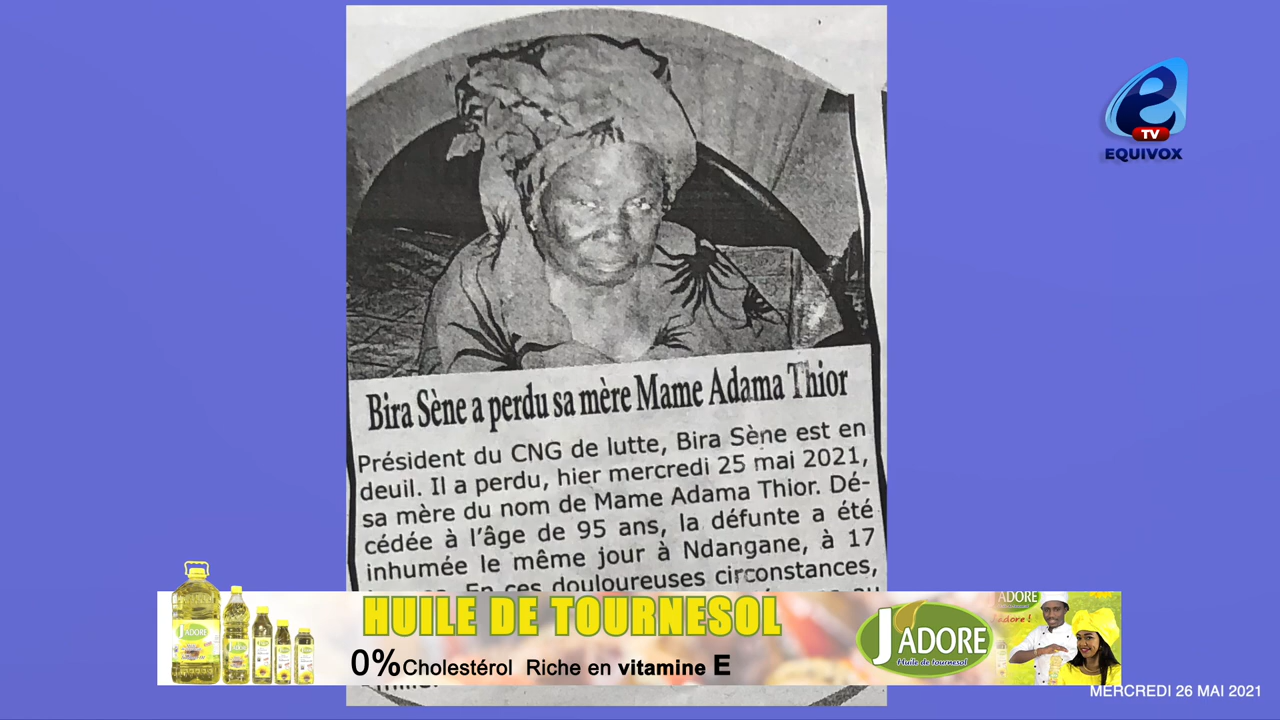 e
TV
EQUIVOX
Bira Sène a perdu sa mère Mame Adama Thior
Président du CNG de lutte, Bira Sène est en
deuil. Il a perdu, hier mercredi 25 mai 2021,
sa mère du nom de Mame Adama Thior. Dé-
cédée à l'âge de 95 ans, la défunte a été
inhumée le même jour à Ndangane, à 17
En ces douloureuses circonstances,
HUILE DE TOURNESOL
0% Cholestérol Riche en vitamine E
J'ADORE
J'ADORE
Huile de tournesol
ADORE
J'adore !
MERCREDI 26 MAI 2021